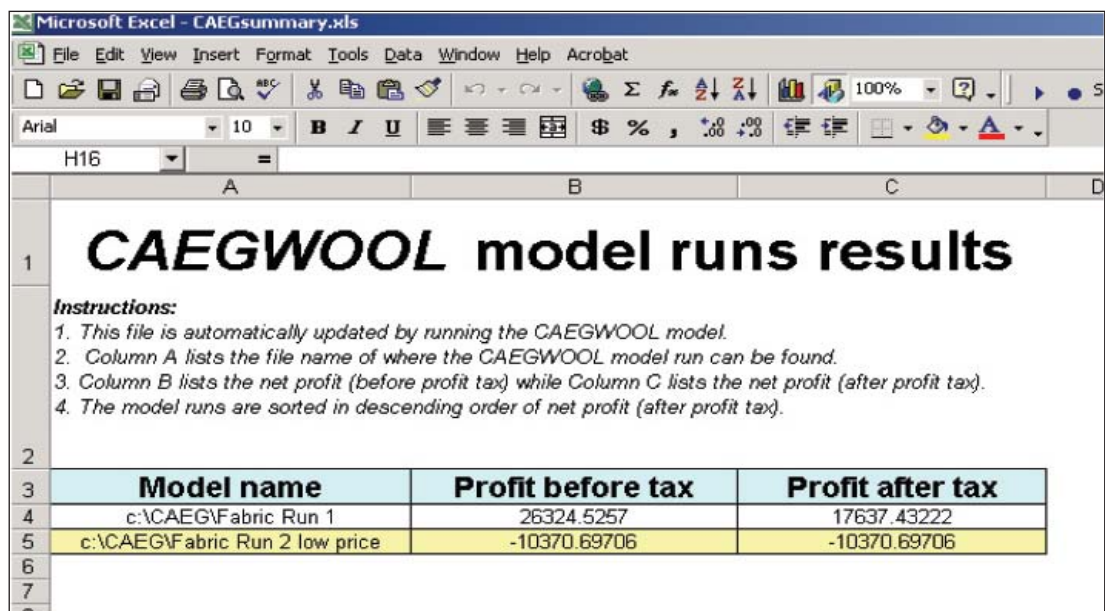 Microsoft Excel - CAEGsummary.xls
File Edit View Insert Format Tools Data Window Help Acrobat
100%
Arial 10 B I U $ % ,
H16 =
A B C D
1 CAEGWOOL model runs results
Instructions:
1. This file is automatically updated by running the CAEGWOOL model.
2. Column A lists the file name of where the CAEGWOOL model run can be found.
3. Column B lists the net profit (before profit tax) while Column C lists the net profit (after profit tax).
4. The model runs are sorted in descending order of net profit (after profit tax).
2
3 Model name Profit before tax Profit after tax
4 c:\CAEG\Fabric Run 1 26324.5257 17637.43222
5 c:\CAEG\Fabric Run 2 low price -10370.69706 -10370.69706
6
7